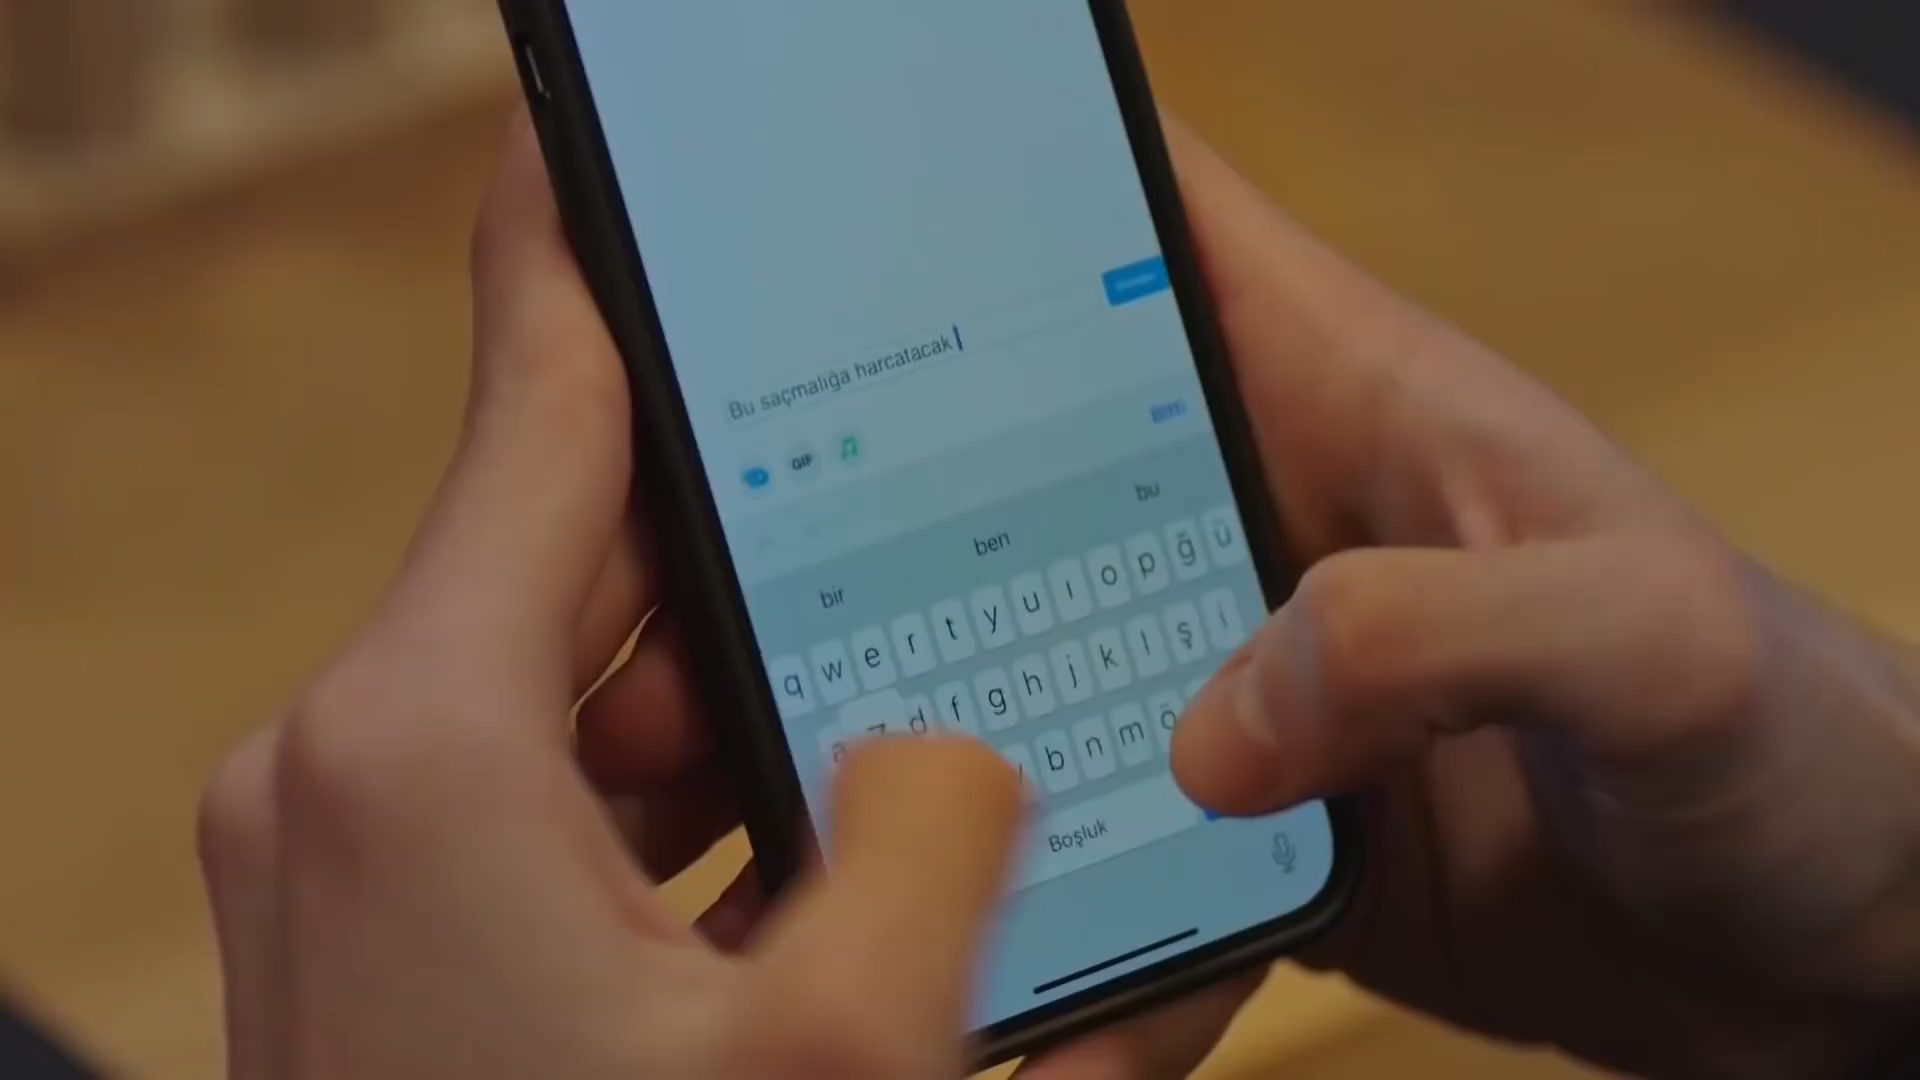 Bu saçmalığa harcatacak
GIF
bir ben bu
q w e r t y u ı o p ğ ü
a z d f g h j k l ş i
b n m ö
Boşluk